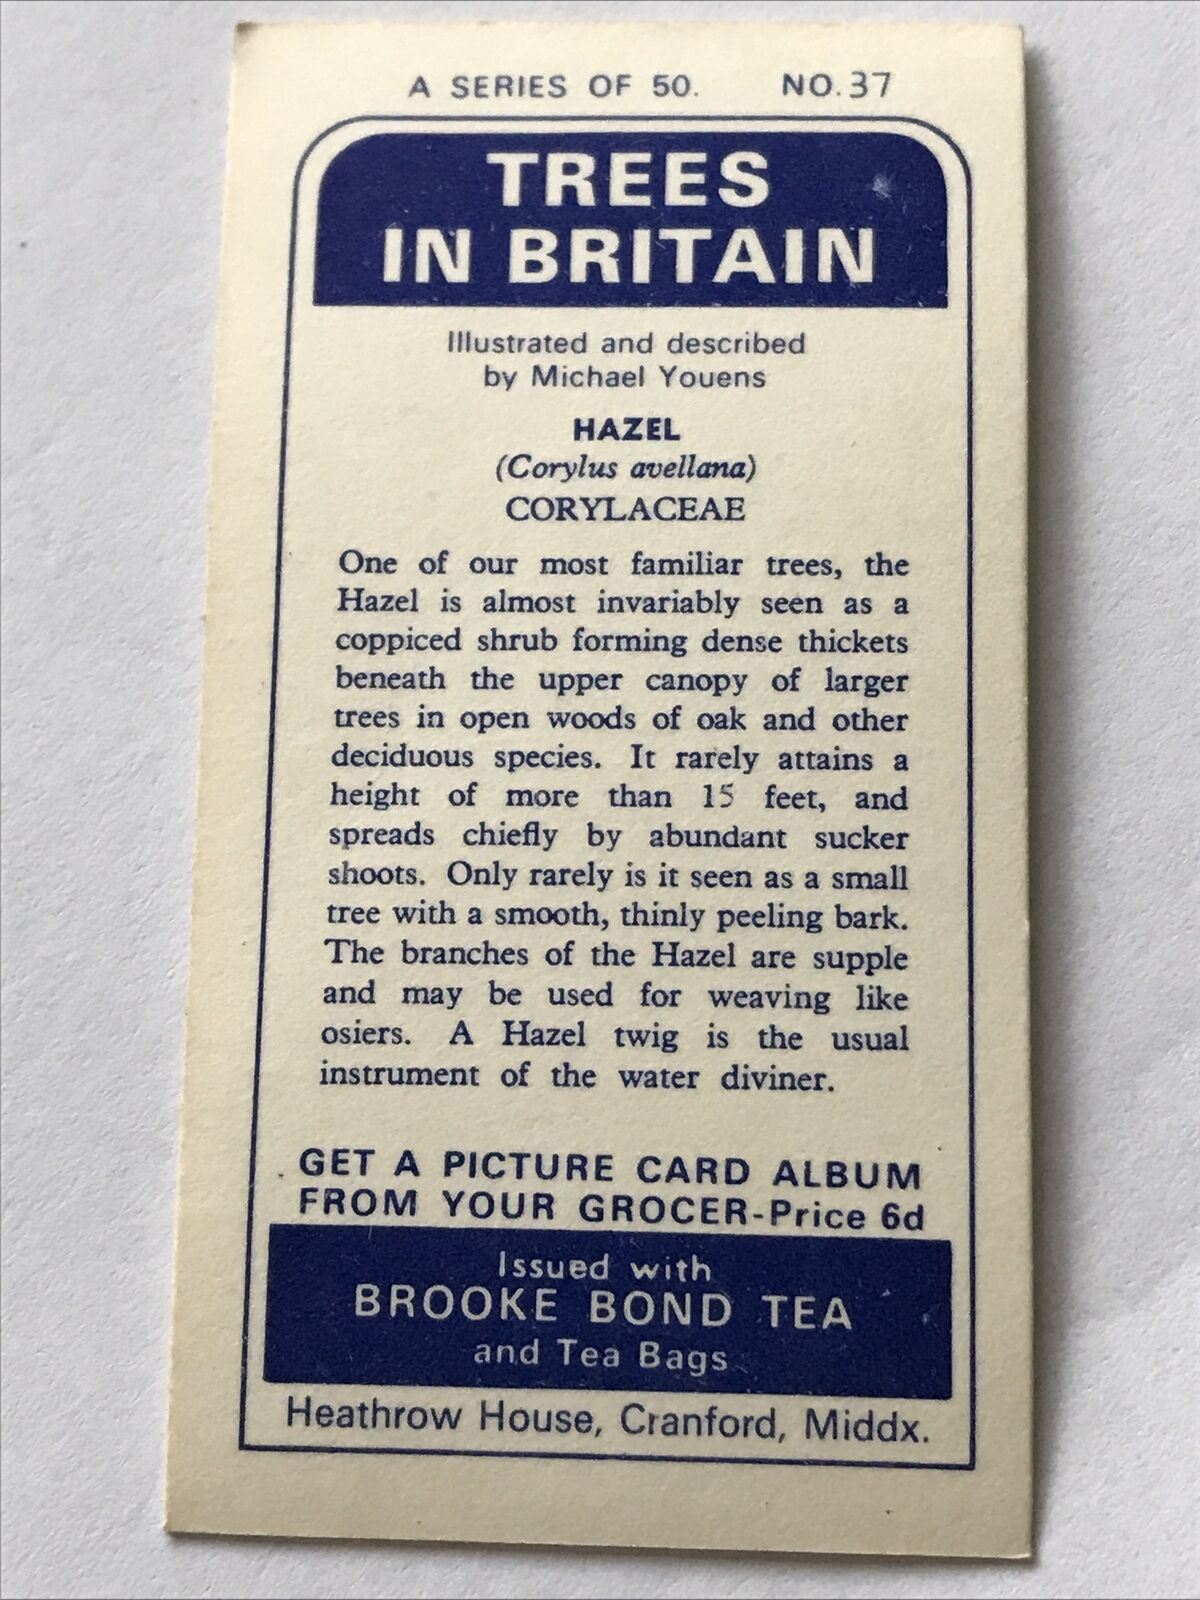 A SERIES OF 50. NO. 37
TREES
IN BRITAIN
Illustrated and described
by Michael Youens
HAZEL
(Corylus avellana)
CORYLACEAE
One of our most familiar trees, the
Hazel is almost invariably seen as a
coppiced shrub forming dense thickets
beneath the upper canopy of larger
trees in open woods of oak and other
deciduous species. It rarely attains a
height of more than 15 feet, and
spreads chiefly by abundant sucker
shoots. Only rarely is it seen as a small
tree with a smooth, thinly peeling bark.
The branches of the Hazel are supple
and may be used for weaving like
osiers. A Hazel twig is the usual
instrument of the water diviner.
GET A PICTURE CARD ALBUM
FROM YOUR GROCER-Price 6d
Issued with
BROOKE BOND TEA
and Tea Bags
Heathrow House, Cranford, Middx.